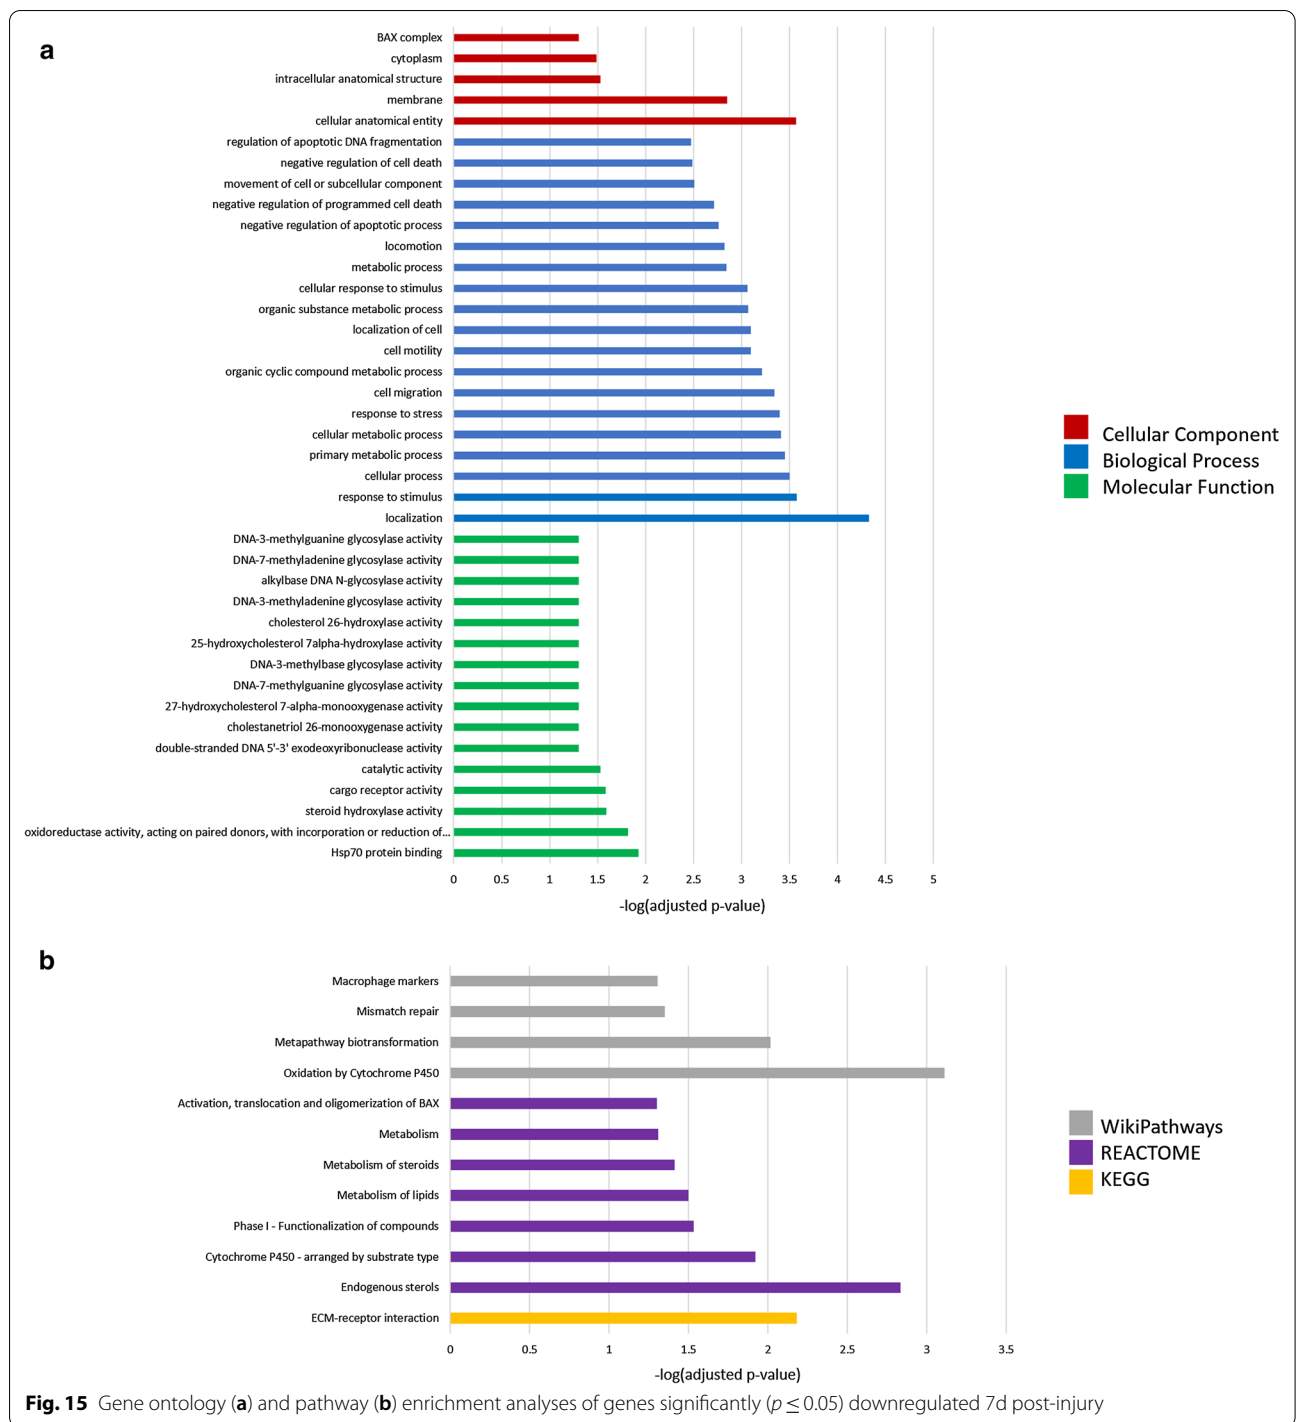 a
BAX complex
cytoplasm
intracellular anatomical structure
membrane
cellular anatomical entity
regulation of apoptotic DNA fragmentation
negative regulation of cell death
movement of cell or subcellular component
negative regulation of programmed cell death
negative regulation of apoptotic process
locomotion
metabolic process
cellular response to stimulus
organic substance metabolic process
localization of cell
cell motility
organic cyclic compound metabolic process
cell migration
response to stress
cellular metabolic process
primary metabolic process
cellular process
response to stimulus
localization
DNA-3-methylguanine glycosylase activity
DNA-7-methyladenine glycosylase activity
alkylbase DNA N-glycosylase activity
DNA-3-methyladenine glycosylase activity
cholesterol 26-hydroxylase activity
25-hydroxycholesterol 7alpha-hydroxylase activity
DNA-3-methylbase glycosylase activity
DNA-7-methylguanine glycosylase activity
27-hydroxycholesterol 7-alpha-monooxygenase activity
cholestanetriol 26-monooxygenase activity
double-stranded DNA 5'-3' exodeoxyribonuclease activity
catalytic activity
cargo receptor activity
steroid hydroxylase activity
oxidoreductase activity, acting on paired donors, with incorporation or reduction of...
Hsp70 protein binding
0 0.5 1 1.5 2 2.5 3 3.5 4 4.5 5
-log(adjusted p-value)
Cellular Component
Biological Process
Molecular Function
b
Macrophage markers
Mismatch repair
Metapathway biotransformation
Oxidation by Cytochrome P450
Activation, translocation and oligomerization of BAX
Metabolism
Metabolism of steroids
Metabolism of lipids
Phase I - Functionalization of compounds
Cytochrome P450 - arranged by substrate type
Endogenous sterols
ECM-receptor interaction
0 0.5 1 1.5 2 2.5 3 3.5
-log(adjusted p-value)
WikiPathways
REACTOME
KEGG
Fig. 15 Gene ontology (a) and pathway (b) enrichment analyses of genes significantly (p ≤ 0.05) downregulated 7d post-injury